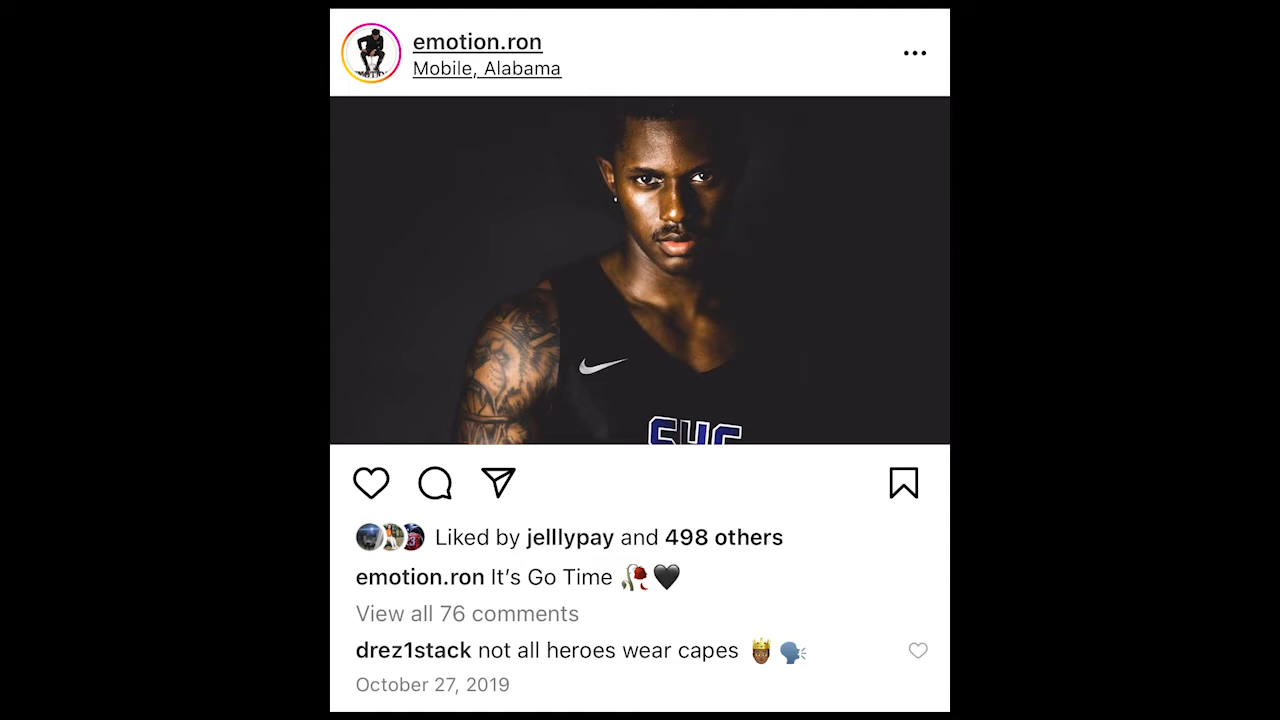 emotion.ron
Mobile, Alabama
SHC
Liked by jelllypay and 498 others
emotion.ron It’s Go Time 🥀🖤
View all 76 comments
drez1stack not all heroes wear capes 🤴🏾 🗣️
October 27, 2019